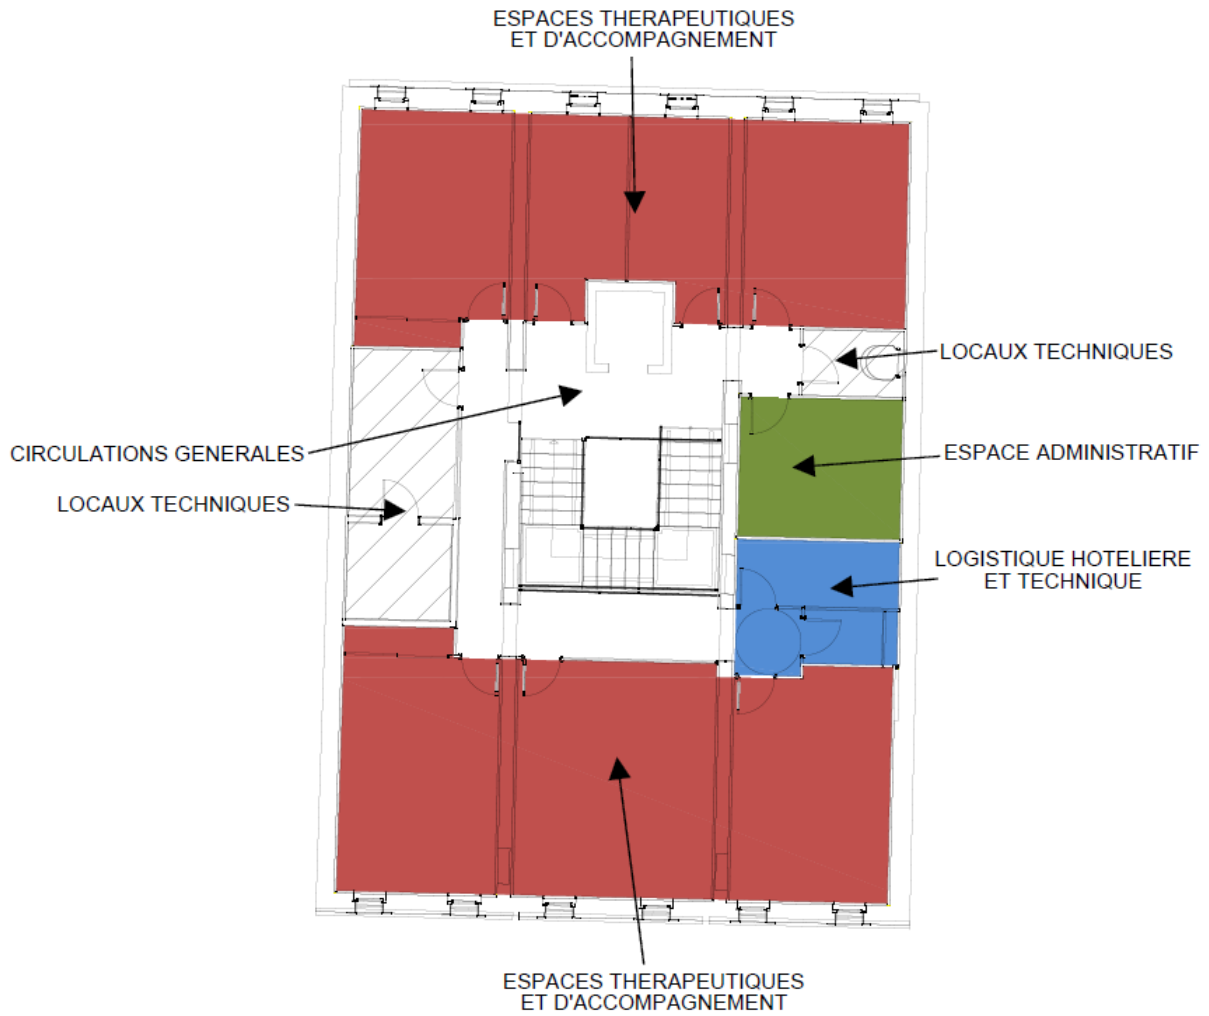 ESPACES THERAPEUTIQUES
ET D'ACCOMPAGNEMENT
LOCAUX TECHNIQUES
CIRCULATIONS GENERALES
ESPACE ADMINISTRATIF
LOCAUX TECHNIQUES
LOGISTIQUE HOTELIERE
ET TECHNIQUE
ESPACES THERAPEUTIQUES
ET D'ACCOMPAGNEMENT